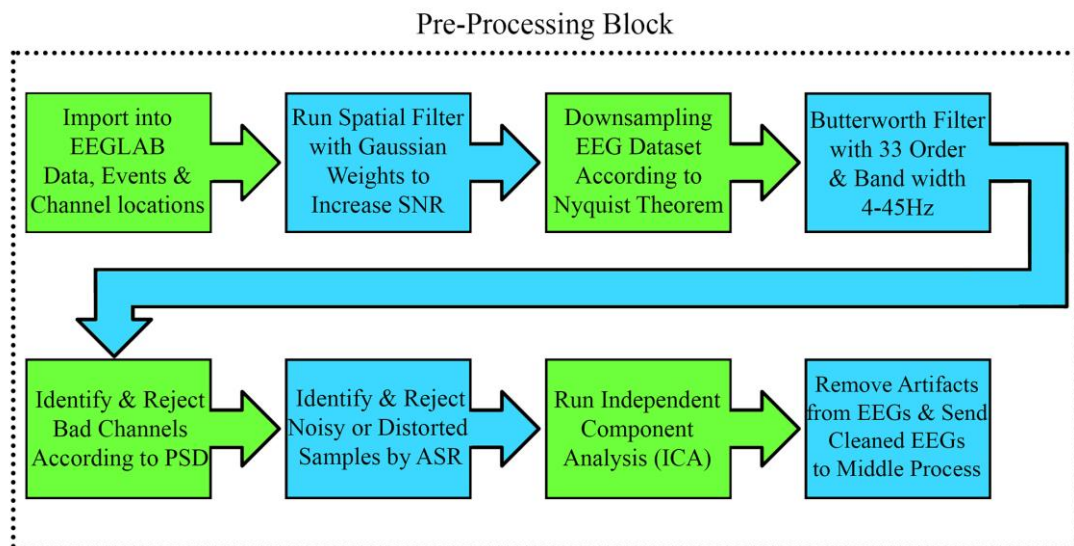 Pre-Processing Block
Import into
EEGLAB
Data, Events &
Channel locations
Run Spatial Filter
with Gaussian
Weights to
Increase SNR
Downsampling
EEG Dataset
According to
Nyquist Theorem
Butterworth Filter
with 33 Order
& Band width
4-45Hz
Identify & Reject
Bad Channels
According to PSD
Identify & Reject
Noisy or Distorted
Samples by ASR
Run Independent
Component
Analysis (ICA)
Remove Artifacts
from EEGs & Send
Cleaned EEGs
to Middle Process